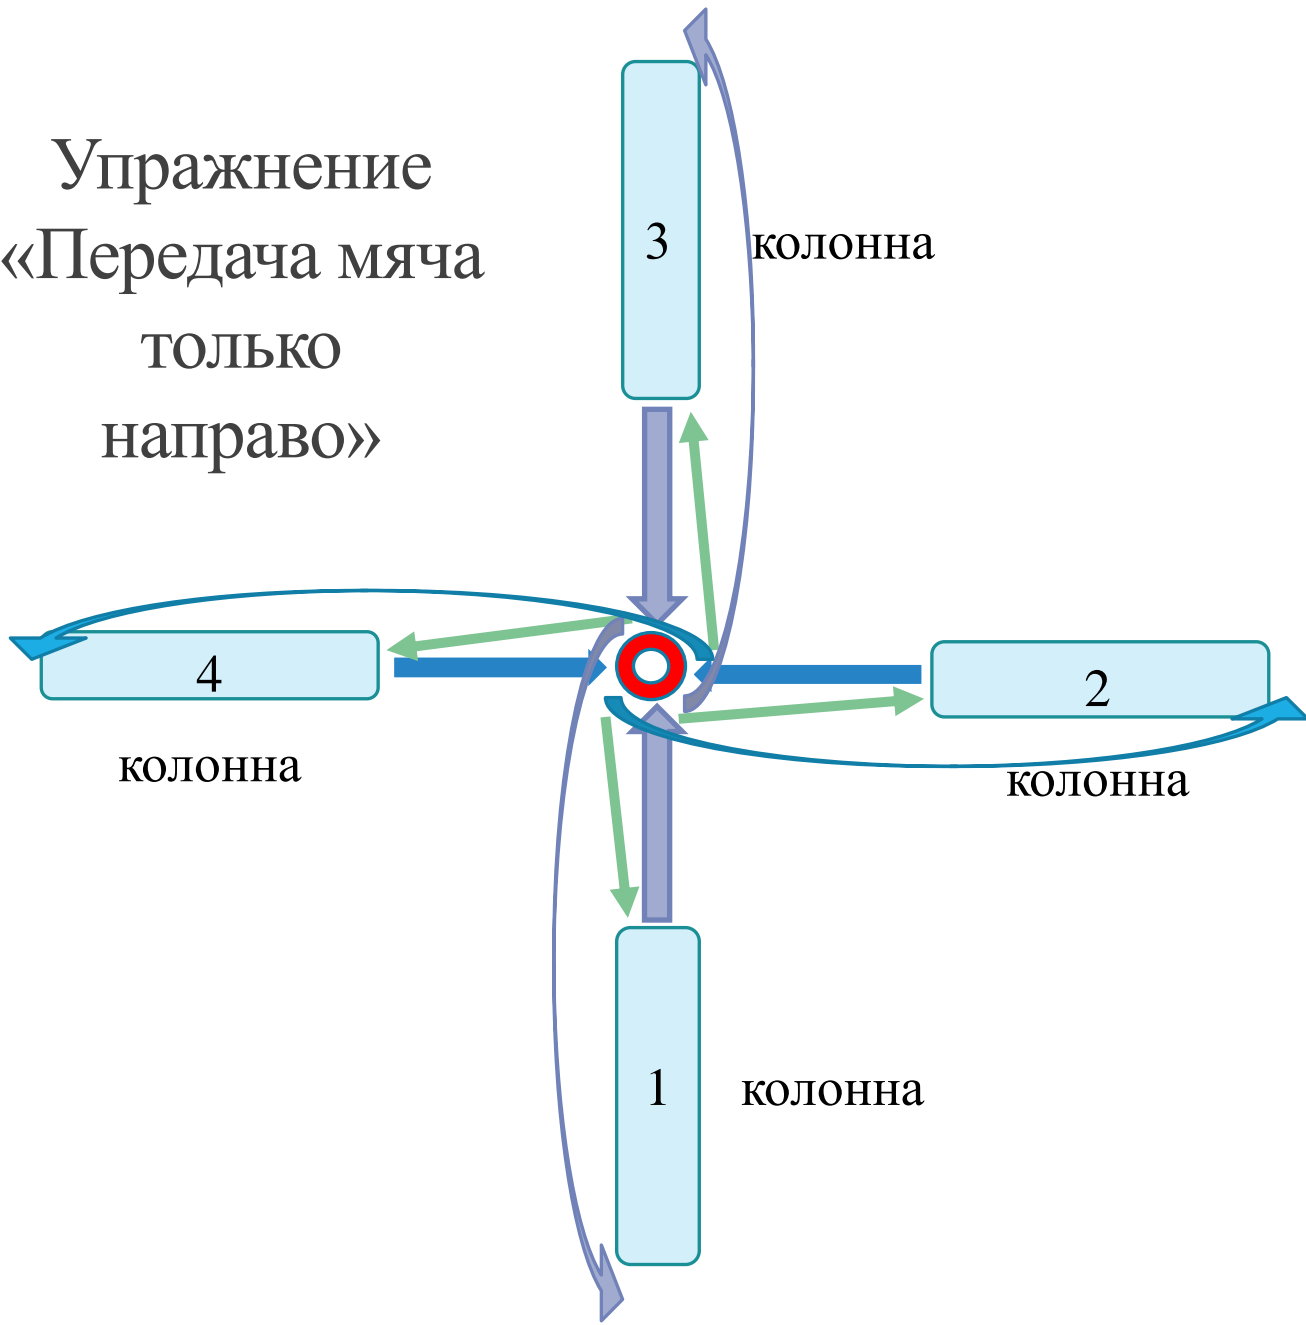 Упражнение
«Передача мяча
только
направо»
3
колонна
4
2
колонна
колонна
1
колонна